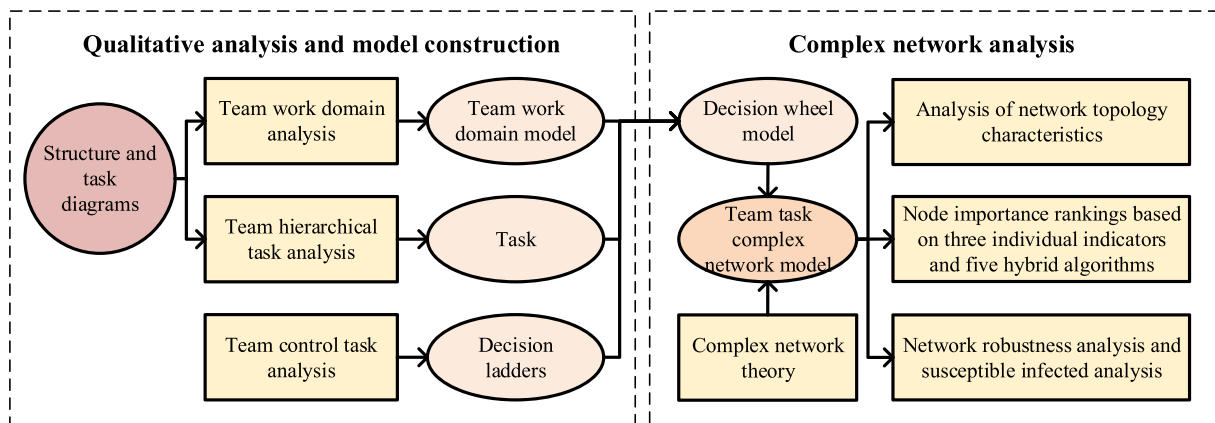 Qualitative analysis and model construction
Structure and
task
diagrams
Team work domain
analysis
Team work
domain model
Team hierarchical
task analysis
Task
Team control task
analysis
Decision
ladders
Complex network analysis
Decision wheel
model
Team task
complex
network model
Complex network
theory
Analysis of network topology
characteristics
Node importance rankings based
on three individual indicators
and five hybrid algorithms
Network robustness analysis and
susceptible infected analysis